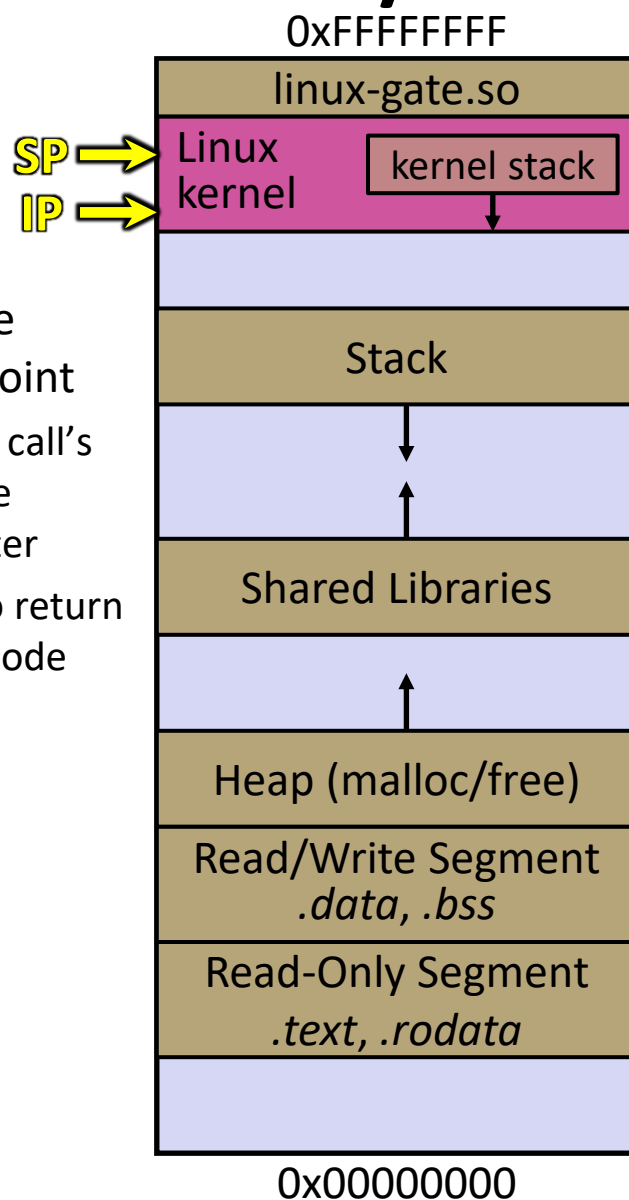 0xFFFFFFFF
linux-gate.so
SP
Linux
kernel
kernel stack
IP
e
oint
call's
e
ter
o return
ode
Stack
Shared Libraries
Heap (malloc/free)
Read/Write Segment
.data, .bss
Read-Only Segment
.text, .rodata
0x00000000